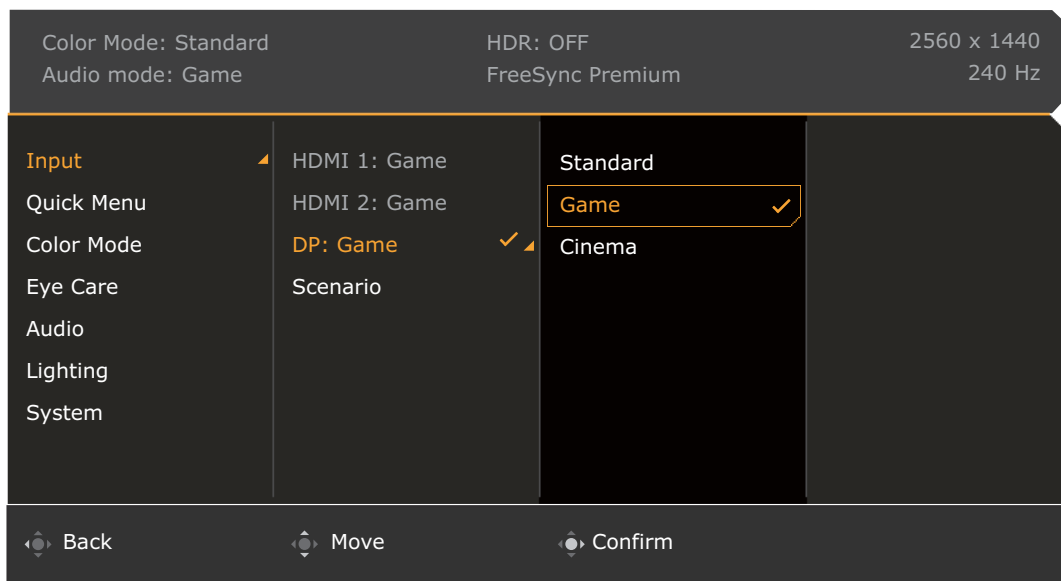 Color Mode: Standard
HDR: OFF
2560 x 1440
Audio mode: Game
FreeSync Premium
240 Hz
Input
Quick Menu
Color Mode
Eye Care
Audio
Lighting
System
HDMI 1: Game
HDMI 2: Game
DP: Game
Scenario
Standard
Game
Cinema
Back
Move
Confirm